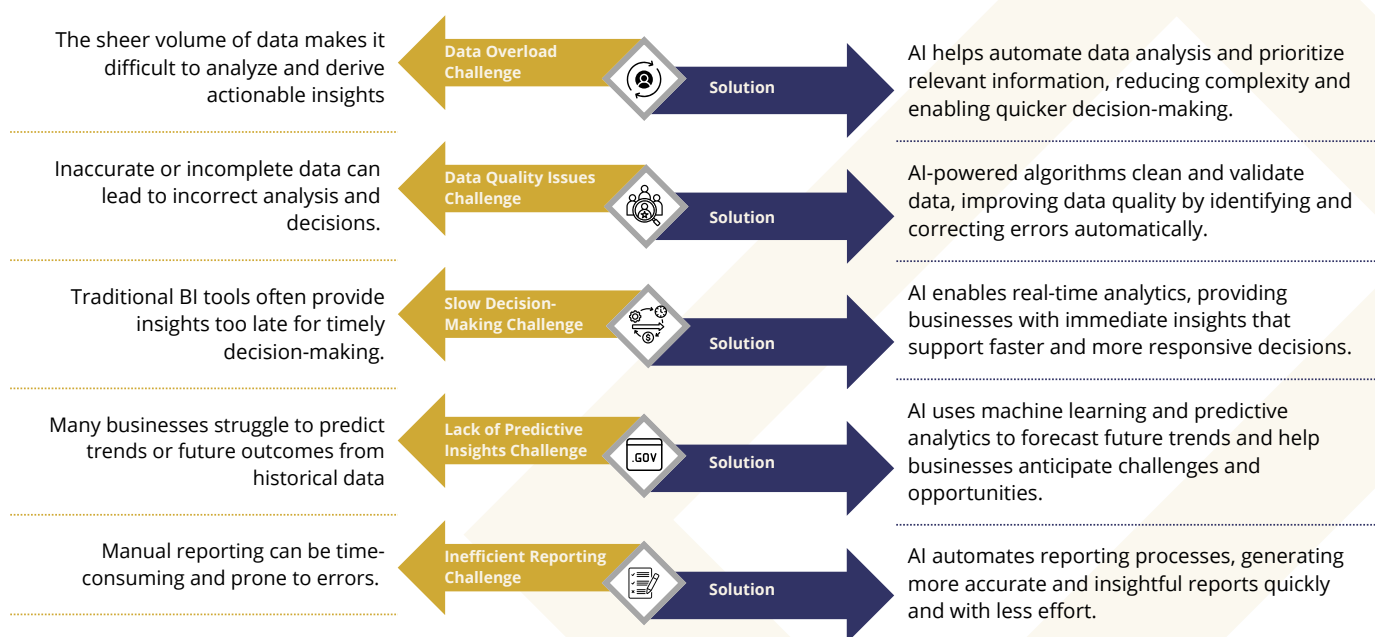 The sheer volume of data makes it
difficult to analyze and derive
actionable insights
Data Overload
Challenge
Solution
AI helps automate data analysis and prioritize
relevant information, reducing complexity and
enabling quicker decision-making.
Inaccurate or incomplete data can
lead to incorrect analysis and
decisions.
Data Quality Issues
Challenge
Solution
AI-powered algorithms clean and validate
data, improving data quality by identifying and
correcting errors automatically.
Traditional BI tools often provide
insights too late for timely
decision-making.
Slow Decision-
Making Challenge
$
Solution
AI enables real-time analytics, providing
businesses with immediate insights that
support faster and more responsive decisions.
Many businesses struggle to predict
trends or future outcomes from
historical data
Lack of Predictive
Insights Challenge
.GOV
Solution
AI uses machine learning and predictive
analytics to forecast future trends and help
businesses anticipate challenges and
opportunities.
Manual reporting can be time-
consuming and prone to errors.
Inefficient Reporting
Challenge
Solution
AI automates reporting processes, generating
more accurate and insightful reports quickly
and with less effort.